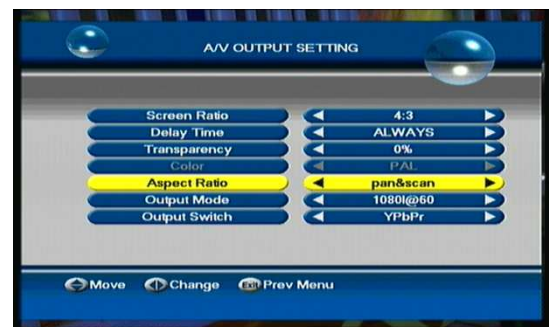 A/V OUTPUT SETTING
Screen Ratio 4:3
Delay Time ALWAYS
Transparency 0%
Color PAL
Aspect Ratio pan&scan
Output Mode 1080I@60
Output Switch YPbPr
Move Change EXIT Prev Menu